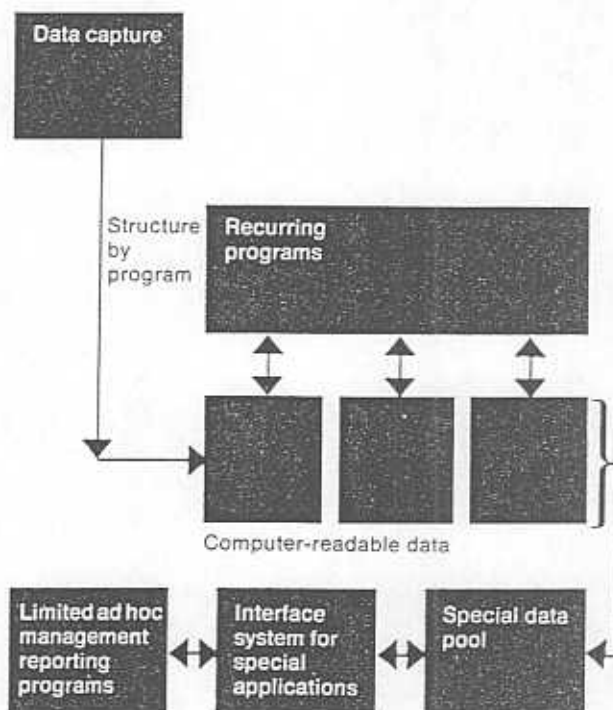 Data capture
Structure
by
program
Recurring
programs
Computer-readable data
Limited ad hoc
management
reporting
programs
Interface
system for
special
applications
Special data
pool